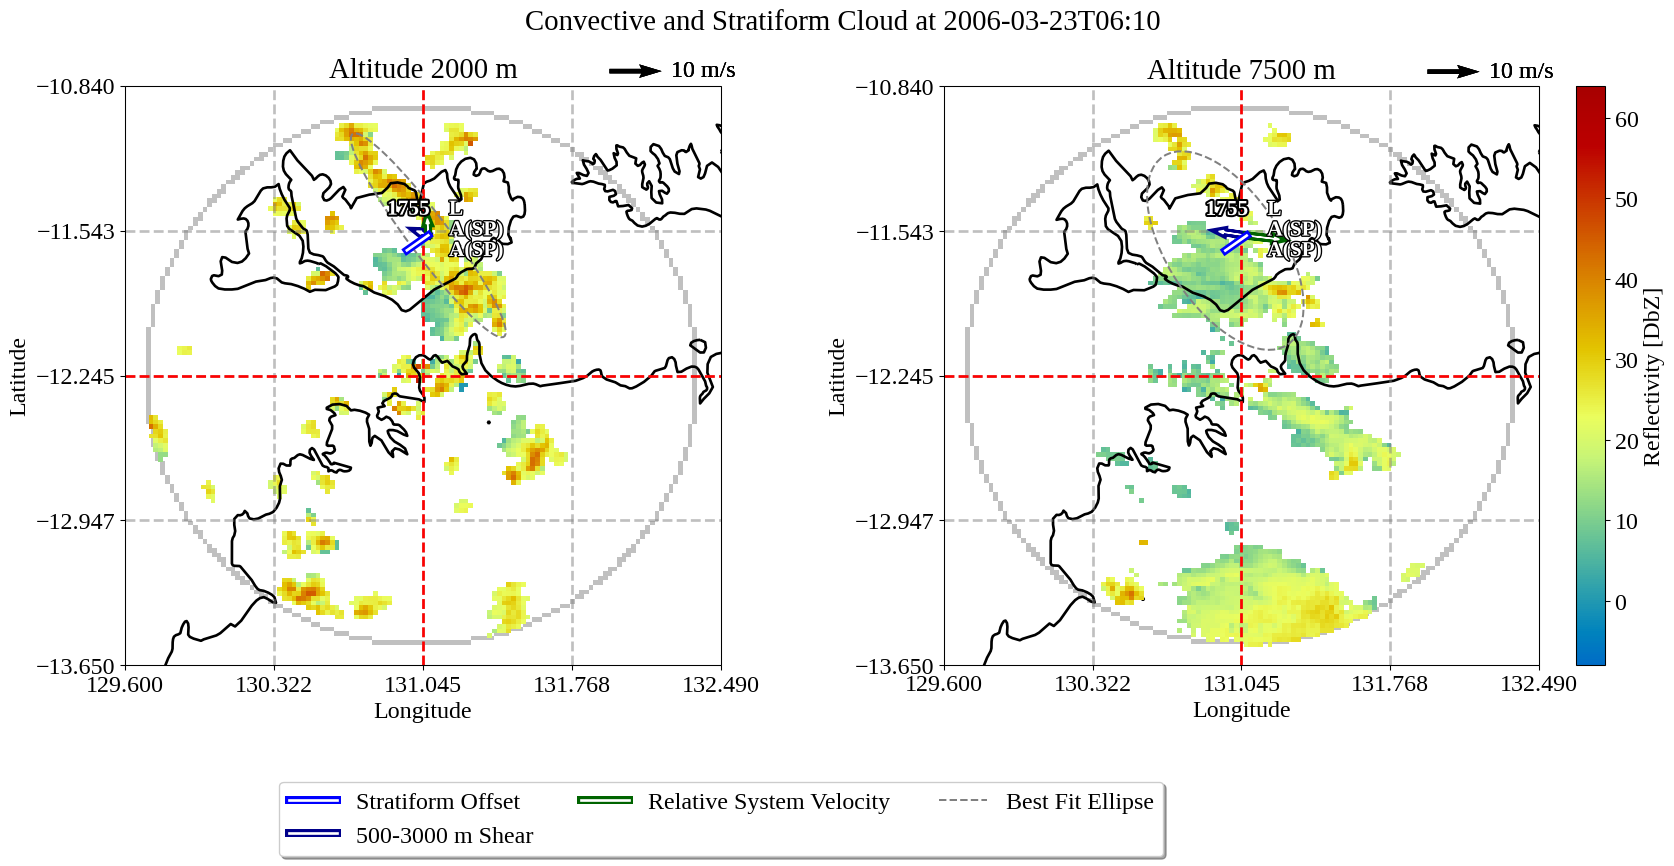 Convective and Stratiform Cloud at 2006-03-23T06:10
Altitude 2000 m
10 m/s
−10.840
−11.543
−12.245
−12.947
−13.650
129.600
130.322
131.045
131.768
132.490
Latitude
Longitude
1755
L
A(SP)
A(SP)
Altitude 7500 m
10 m/s
−10.840
−11.543
−12.245
−12.947
−13.650
129.600
130.322
131.045
131.768
132.490
Latitude
Longitude
1755
L
A(SP)
A(SP)
60
50
40
30
20
10
0
Reflectivity [DbZ]
Stratiform Offset
500-3000 m Shear
Relative System Velocity
Best Fit Ellipse